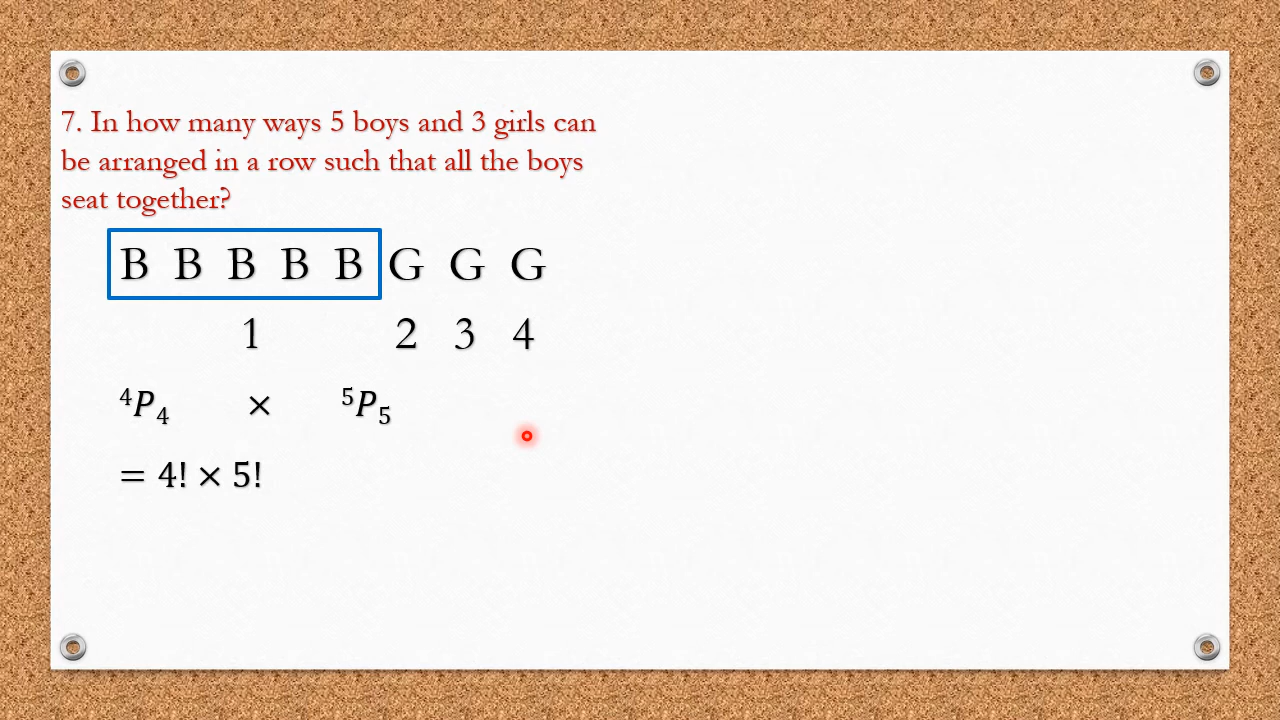 7. In how many ways 5 boys and 3 girls can
be arranged in a row such that all the boys
seat together?
B B B B B G G G
1 2 3 4
⁴P₄ × ⁵P₅
= 4! × 5!